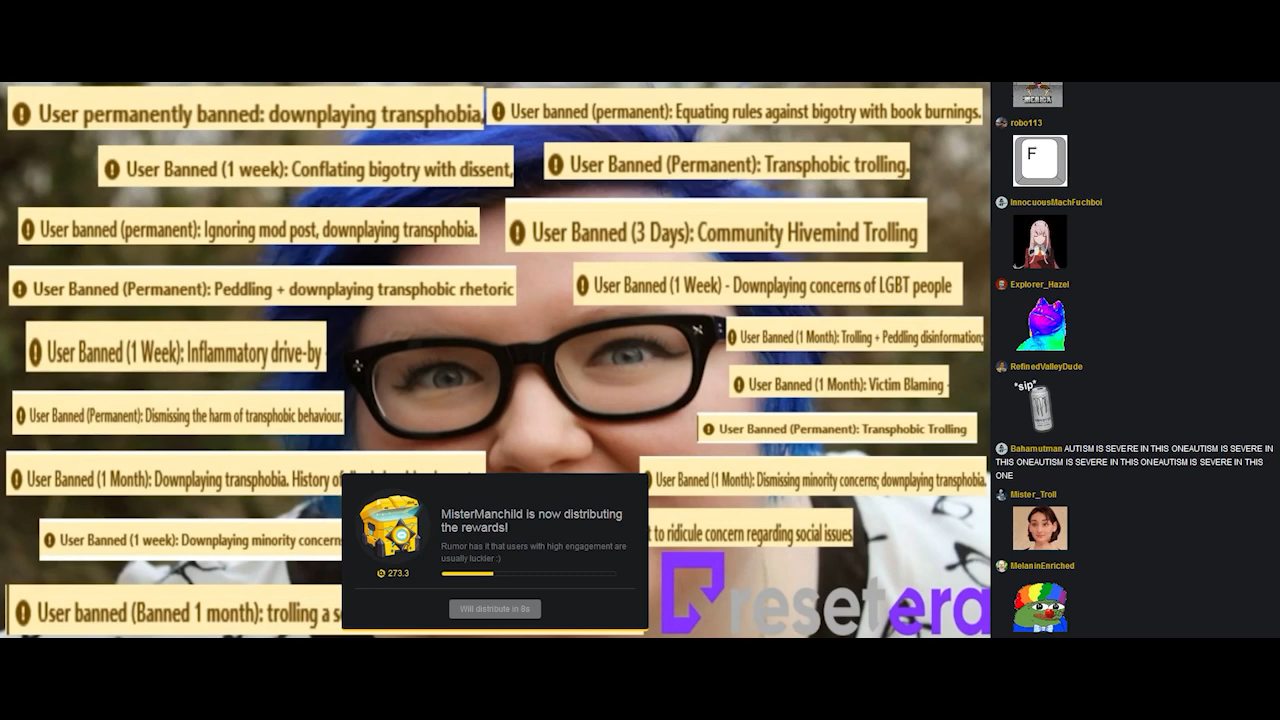 User permanently banned: downplaying transphobia,
User banned (permanent): Equating rules against bigotry with book burnings.
User Banned (1 week): Conflating bigotry with dissent,
User Banned (Permanent): Transphobic trolling.
User banned (permanent): Ignoring mod post, downplaying transphobia.
User Banned (3 Days): Community Hivemind Trolling
User Banned (Permanent): Peddling + downplaying transphobic rhetoric
User Banned (1 Week) - Downplaying concerns of LGBT people
User Banned (1 Week): Inflammatory drive-by
User Banned (1 Month): Trolling + Peddling disinformation;
User Banned (1 Month): Victim Blaming -
User Banned (Permanent): Dismissing the harm of transphobic behaviour.
User Banned (Permanent): Transphobic Trolling
User Banned (1 Month): Downplaying transphobia. History of
User Banned (1 Month): Dismissing minority concerns; downplaying transphobia.
User Banned (1 week): Downplaying minority concern
t to ridicule concern regarding social issues
User banned (Banned 1 month): trolling a s
resetera
MisterManchild is now distributing
the rewards!
Rumor has it that users with high engagement are
usually luckier :)
273.3
Will distribute in 8s
robo113
F
InnocuousMachFuchboi
Explorer_Hazel
RefinedValleyDude
*sip*
Bahamutman AUTISM IS SEVERE IN THIS ONEAUTISM IS SEVERE IN
THIS ONEAUTISM IS SEVERE IN THIS ONEAUTISM IS SEVERE IN THIS
ONE
Mister_Troll
MelaninEnriched